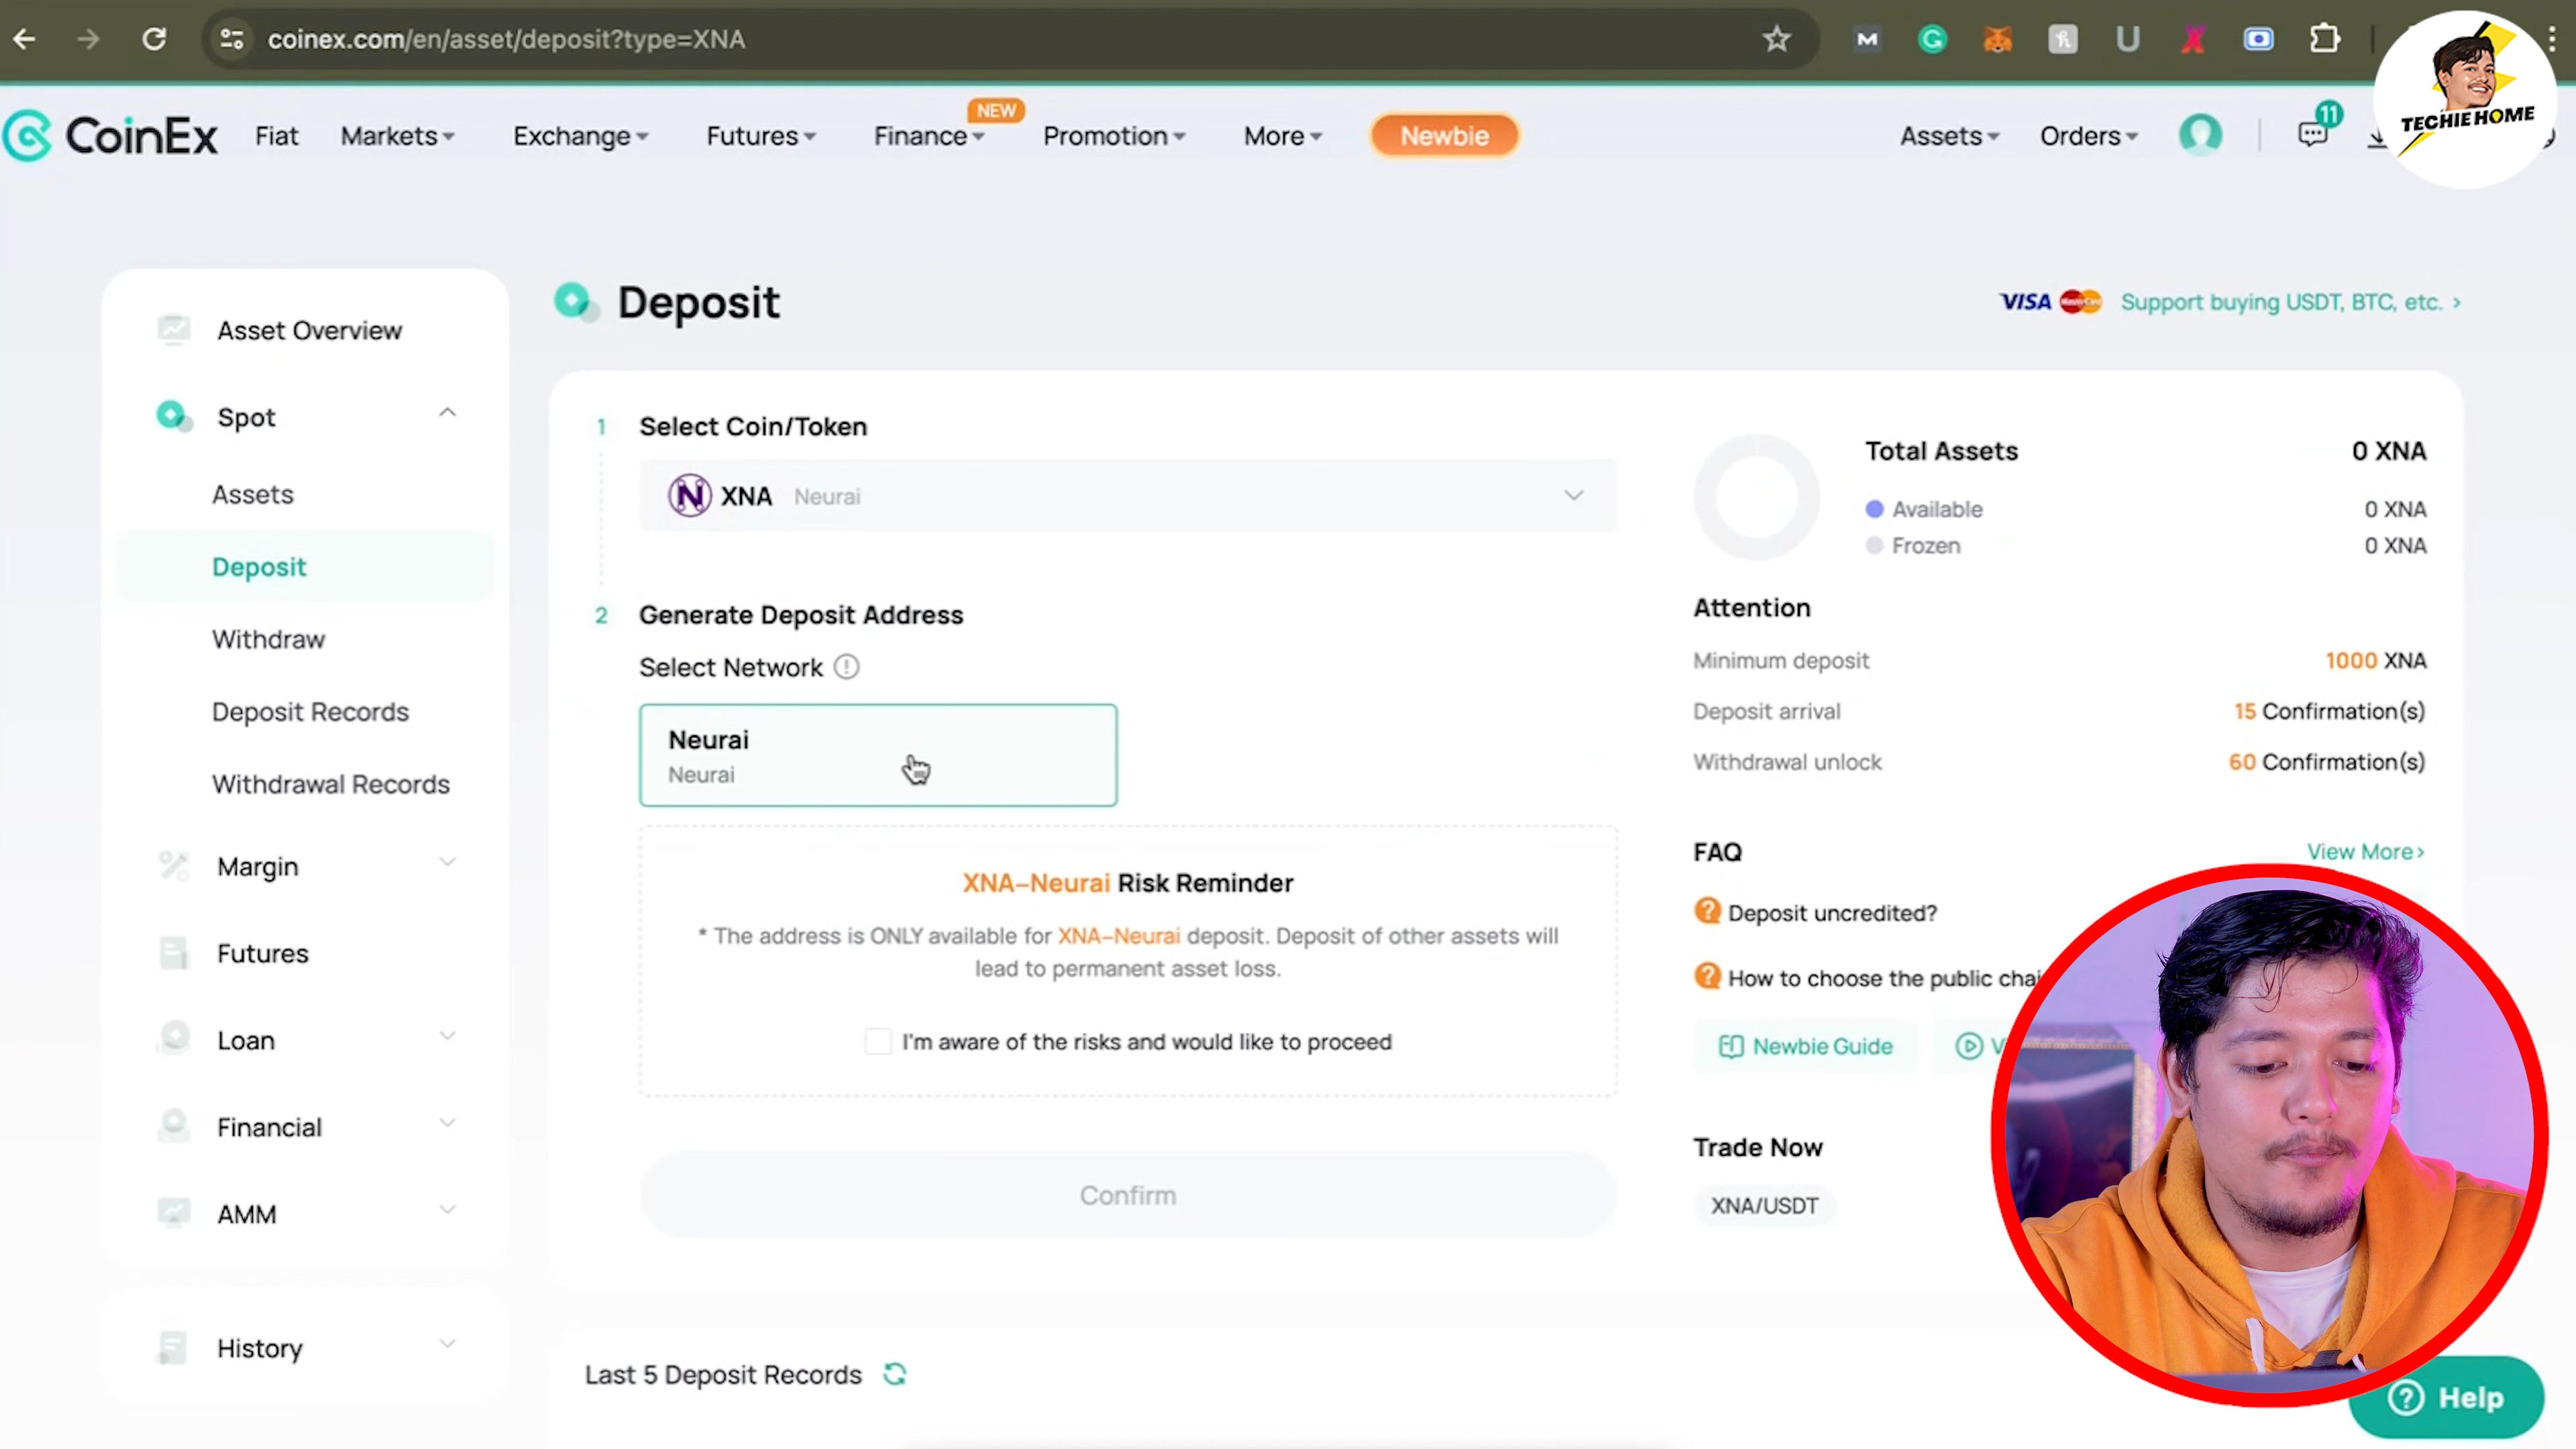 coinex.com/en/asset/deposit?type=XNA
TECHIE HOME
CoinEx
Fiat
Markets
Exchange
Futures
Finance
NEW
Promotion
More
Newbie
Assets
Orders
11
Asset Overview
Spot
Assets
Deposit
Withdraw
Deposit Records
Withdrawal Records
Margin
Futures
Loan
Financial
AMM
History
Deposit
VISA MasterCard Support buying USDT, BTC, etc. >
1 Select Coin/Token
N XNA Neurai
2 Generate Deposit Address
Select Network
Neurai
Neurai
XNA–Neurai Risk Reminder
* The address is ONLY available for XNA–Neurai deposit. Deposit of other assets will
lead to permanent asset loss.
I'm aware of the risks and would like to proceed
Confirm
Last 5 Deposit Records
Total Assets 0 XNA
Available 0 XNA
Frozen 0 XNA
Attention
Minimum deposit 1000 XNA
Deposit arrival 15 Confirmation(s)
Withdrawal unlock 60 Confirmation(s)
FAQ View More>
? Deposit uncredited?
? How to choose the public
Newbie Guide
Trade Now
XNA/USDT
? Help